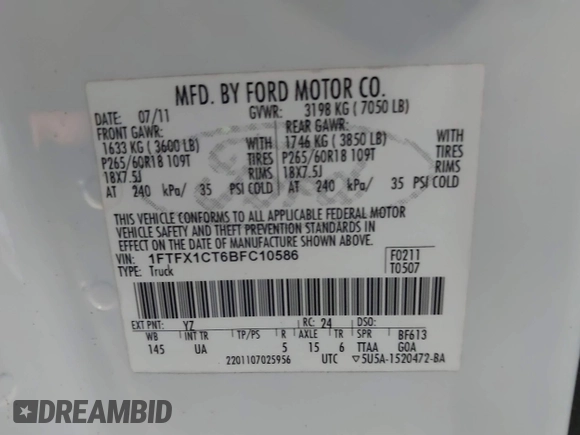 MFD. BY FORD MOTOR CO.
DATE: 07/11 GVWR: 3198 KG (7050 LB)
FRONT GAWR: REAR GAWR:
1633 KG (3600 LB) WITH 1746 KG (3850 LB) WITH
P265/60R18 109T TIRES P265/60R18 109T TIRES
18X7.5J RIMS 18X7.5J RIMS
AT 240 kPa/ 35 PSI COLD AT 240 kPa/ 35 PSI COLD
THIS VEHICLE CONFORMS TO ALL APPLICABLE FEDERAL MOTOR
VEHICLE SAFETY AND THEFT PREVENTION STANDARDS IN
EFFECT ON THE DATE OF MANUFACTURE SHOWN ABOVE.
VIN: 1FTFX1CT6BFC10586 F0211
TYPE: Truck T0507
EXT PNT: YZ RC: 24 DSO:
WB INT TR TP/PS R AXLE TR SPR BF613
145 UA 5 15 6 TTAA GOA
2201107025956 UTC ▽5U5A-1520472-BA
DREAMBID
DREAMBID.COM